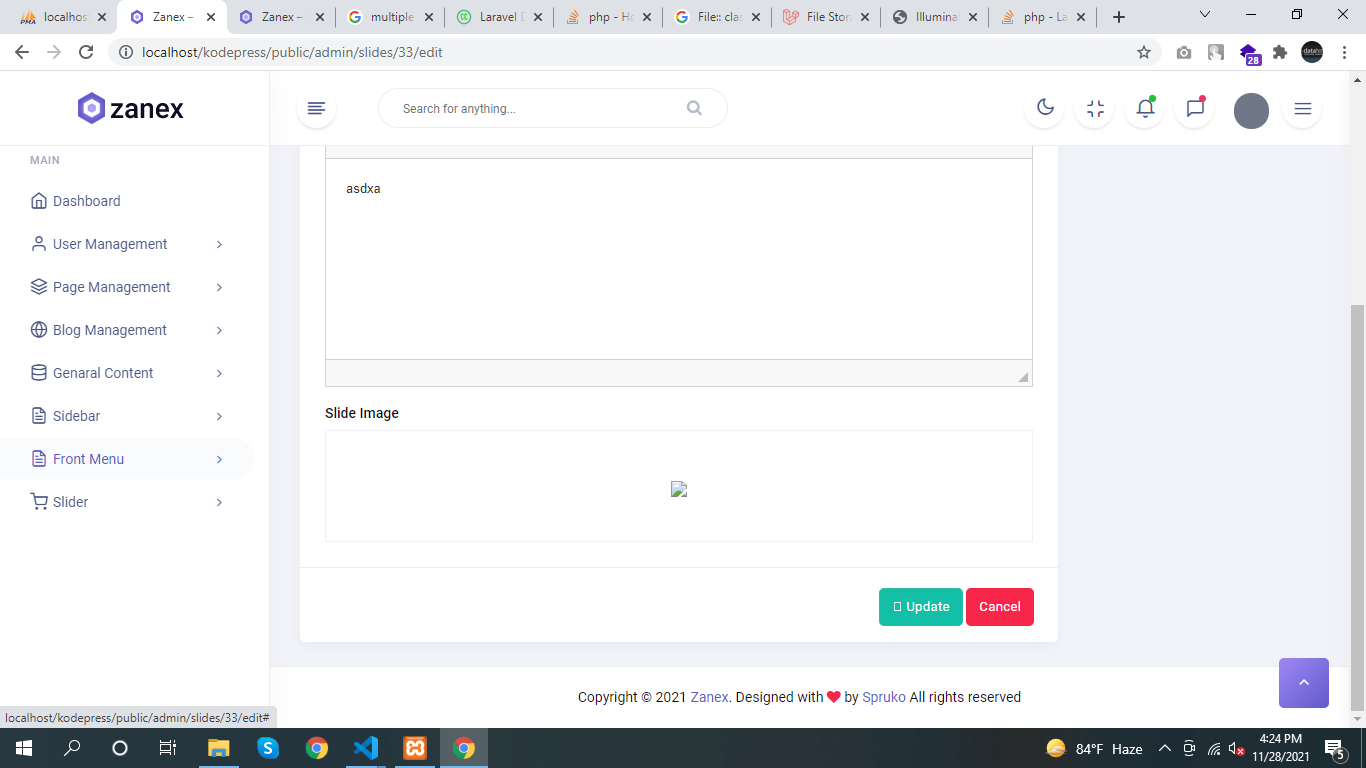 localhost
Zanex –
Zanex –
multiple
Laravel D
php - Ho
File:: clas
File Stora
Illuminat
php - La
localhost/kodepress/public/admin/slides/33/edit
28
zanex
Search for anything...
MAIN
Dashboard
User Management
Page Management
Blog Management
Genaral Content
Sidebar
Front Menu
Slider
asdxa
Slide Image
Update
Cancel
Copyright © 2021 Zanex. Designed with ❤ by Spruko All rights reserved
localhost/kodepress/public/admin/slides/33/edit#
84°F Haze
4:24 PM
11/28/2021
5